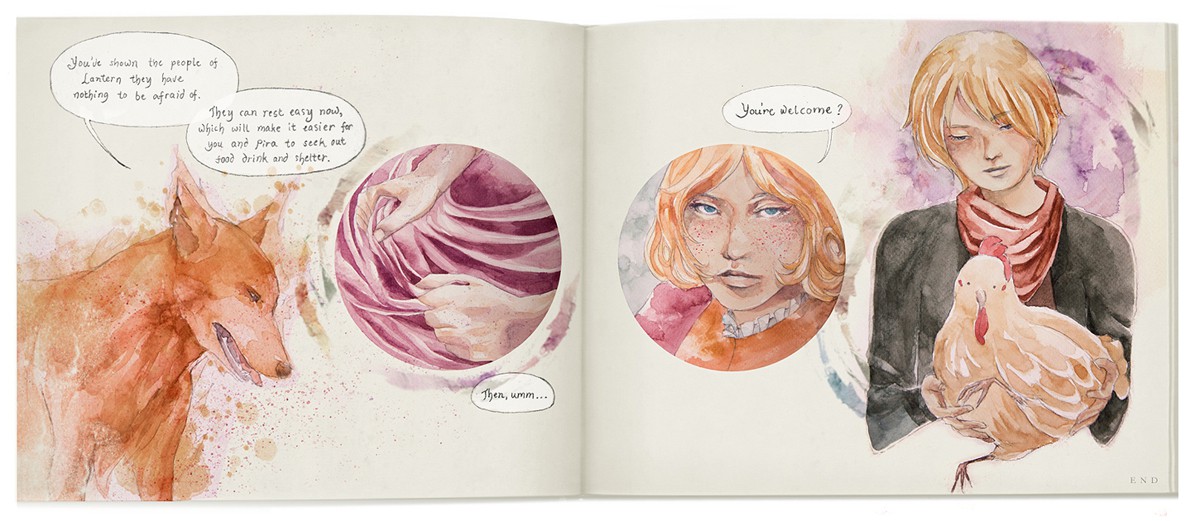 You've shown the people of
Lantern they have
nothing to be afraid of.
They can rest easy now,
which will make it easier for
you and Pira to seek out
food drink and shelter.
Then, umm...
You're welcome?
END